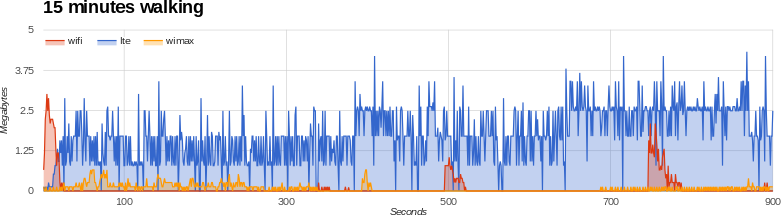 15 minutes walking
5
wifi lte wimax
3.75
2.5
1.25
0
Megabytes
100 300 500 700 900
Seconds